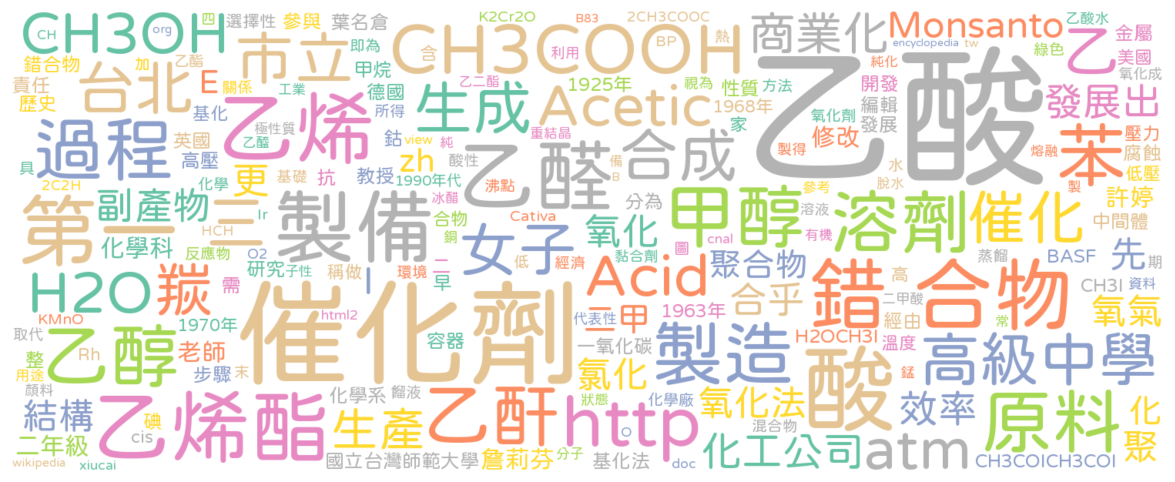 CH3OH
CH
org
四
選擇性
參與
葉名倉
K2Cr2O
B83
2CH3COOC
熱
商業化
Monsanto
乙酸水
金屬
錯合物
加
乙酯
市立
即為
CH3COOH
含
利用
BP
encyclopedia
tw
乙
綠色
美國
責任
台北
E
關係
工業
甲烷
乙二酯
1925年
視為
性質
方法
純化
開發
乙酸
氧化成
歷史
基化
乙烯
德國
所得
生成
Acetic
1968年
氧化劑
編輯
發展出
過程
英國
極性質
乙醯
鈷
view
純
重結晶
家
製得
修改
發展
苯
壓力
腐蝕
熔融
低壓
具
高壓
zh
酸性
乙醛
合成
備
B
水
脫水
製
2C2H
化學
更
基礎
抗
教授
1990年代
沸點
分為
參考
許婷
第一
三
副產物
Ir
製備
冰醋
合物
Cativa
甲醇
溶液
溶劑
催化
中間體
HCH
化學科
反應物
O2
銅
女子
氧化
圖
cnal
有機
先
期
H2O
羰
研究
子性
稱做
I
環境
二
早
低
經濟
黏合劑
Acid
聚合物
蒸餾
高
錯合物
BASF
CH3I
資料
需
KMnO
1970年
催化劑
html2
容器
代表性
二甲
1963年
合乎
二甲酸
經由
常
氧氣
取代
乙醇
Rh
老師
一氧化碳
製造
H2OCH3I
溫度
錳
高級中學
整
用途
步驟
末
顏料
化學系
餾液
氯化
狀態
化學廠
氧化法
酸
效率
原料
化
結構
碘
乙烯酯
生產
乙酐
http
O
混合物
二年級
cis
化工公司
atm
聚
wikipedia
xiucai
國立台灣師範大學
詹莉芬
分子
基化法
doc
CH3COICH3COI